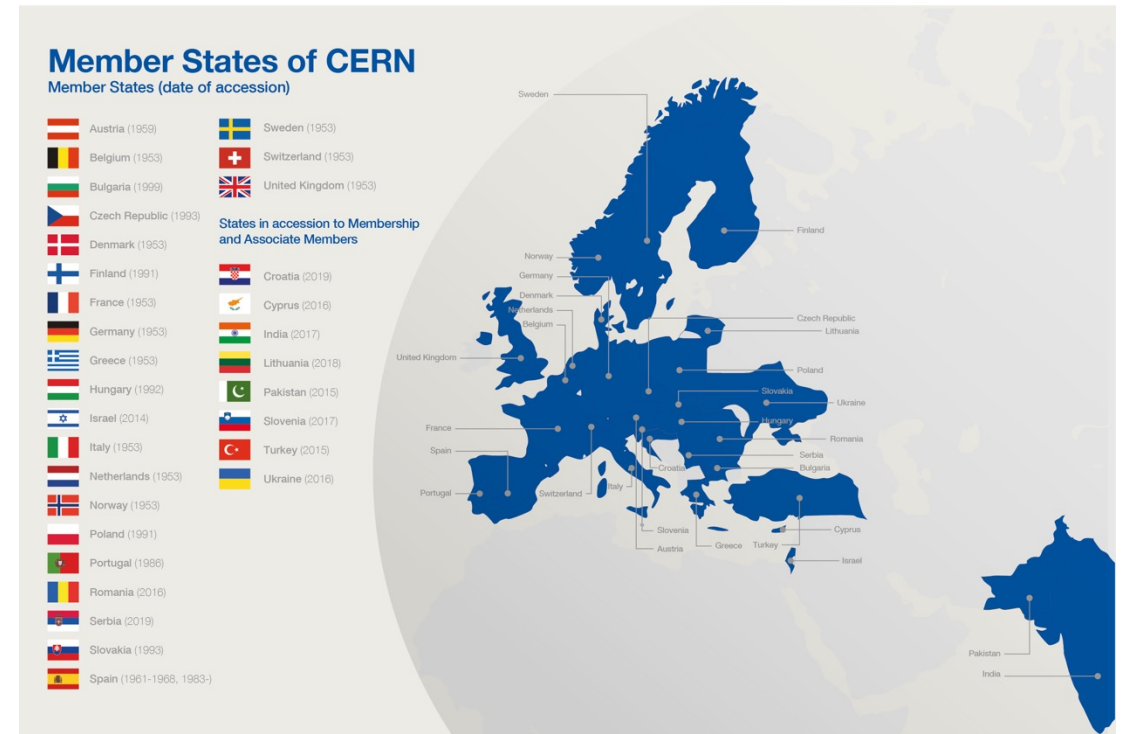 Member States of CERN
Member States (date of accession)
Austria (1959)
Belgium (1953)
Bulgaria (1999)
Czech Republic (1993)
Denmark (1953)
Finland (1991)
France (1953)
Germany (1953)
Greece (1953)
Hungary (1992)
Israel (2014)
Italy (1953)
Netherlands (1953)
Norway (1953)
Poland (1991)
Portugal (1986)
Romania (2016)
Serbia (2019)
Slovakia (1993)
Spain (1961-1968, 1983-)
Sweden (1953)
Switzerland (1953)
United Kingdom (1953)
States in accession to Membership
and Associate Members
Croatia (2019)
Cyprus (2016)
India (2017)
Lithuania (2018)
Pakistan (2015)
Slovenia (2017)
Turkey (2015)
Ukraine (2016)
Sweden
Finland
Norway
Germany
Denmark
Netherlands
Belgium
Czech Republic
Lithuania
United Kingdom
Poland
Slovakia
Ukraine
Hungary
France
Romania
Spain
Serbia
Croatia
Bulgaria
Italy
Portugal
Switzerland
Slovenia
Cyprus
Austria
Greece
Turkey
Israel
Pakistan
India